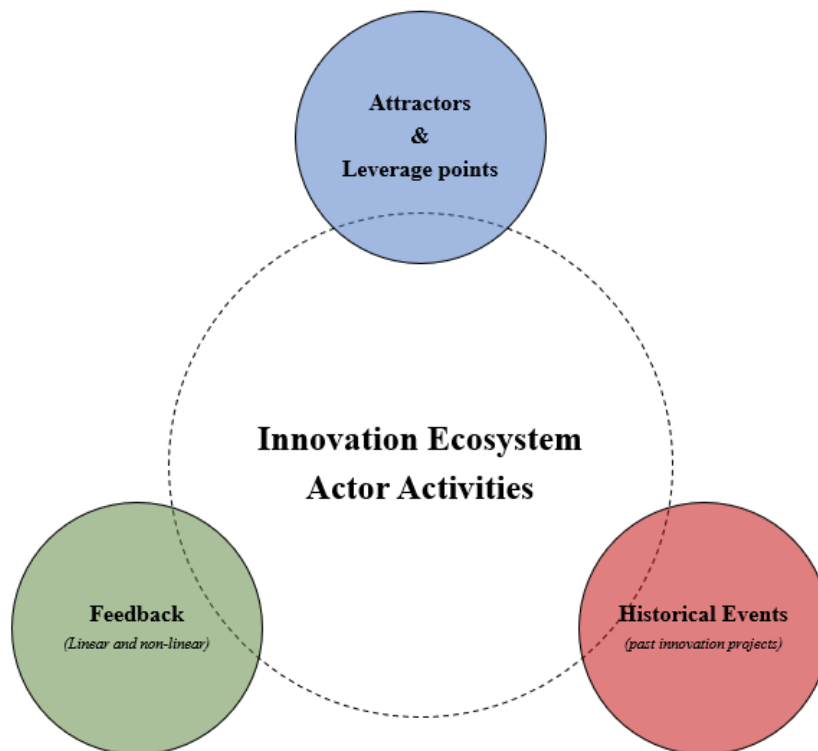 Attractors
&
Leverage points
Innovation Ecosystem
Actor Activities
Feedback
(Linear and non-linear)
Historical Events
(past innovation projects)